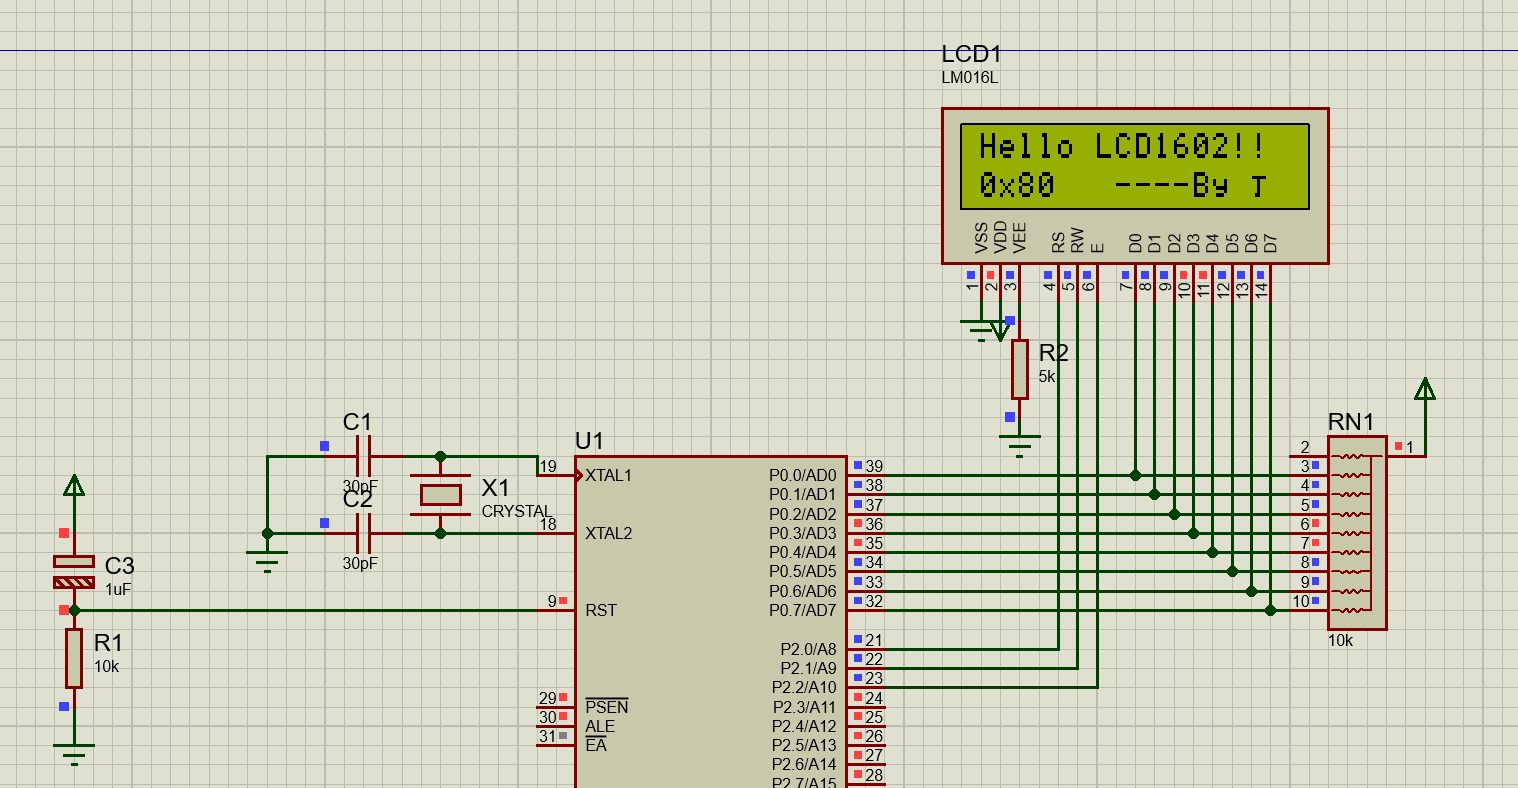 LCD1
LM016L
Hello LCD1602!!
0x80 ----By T
VSS VDD VEE RS RW E D0 D1 D2 D3 D4 D5 D6 D7
1 2 3 4 5 6 7 8 9 10 11 12 13 14
R2
5k
C1
30pF
C2
30pF
X1
CRYSTAL
C3
1uF
R1
10k
U1
19 XTAL1
18 XTAL2
9 RST
29 PSEN
30 ALE
31 EA
P0.0/AD0 39
P0.1/AD1 38
P0.2/AD2 37
P0.3/AD3 36
P0.4/AD4 35
P0.5/AD5 34
P0.6/AD6 33
P0.7/AD7 32
P2.0/A8 21
P2.1/A9 22
P2.2/A10 23
P2.3/A11 24
P2.4/A12 25
P2.5/A13 26
P2.6/A14 27
P2.7/A15 28
RN1
2 1
3
4
5
6
7
8
9
10
10k